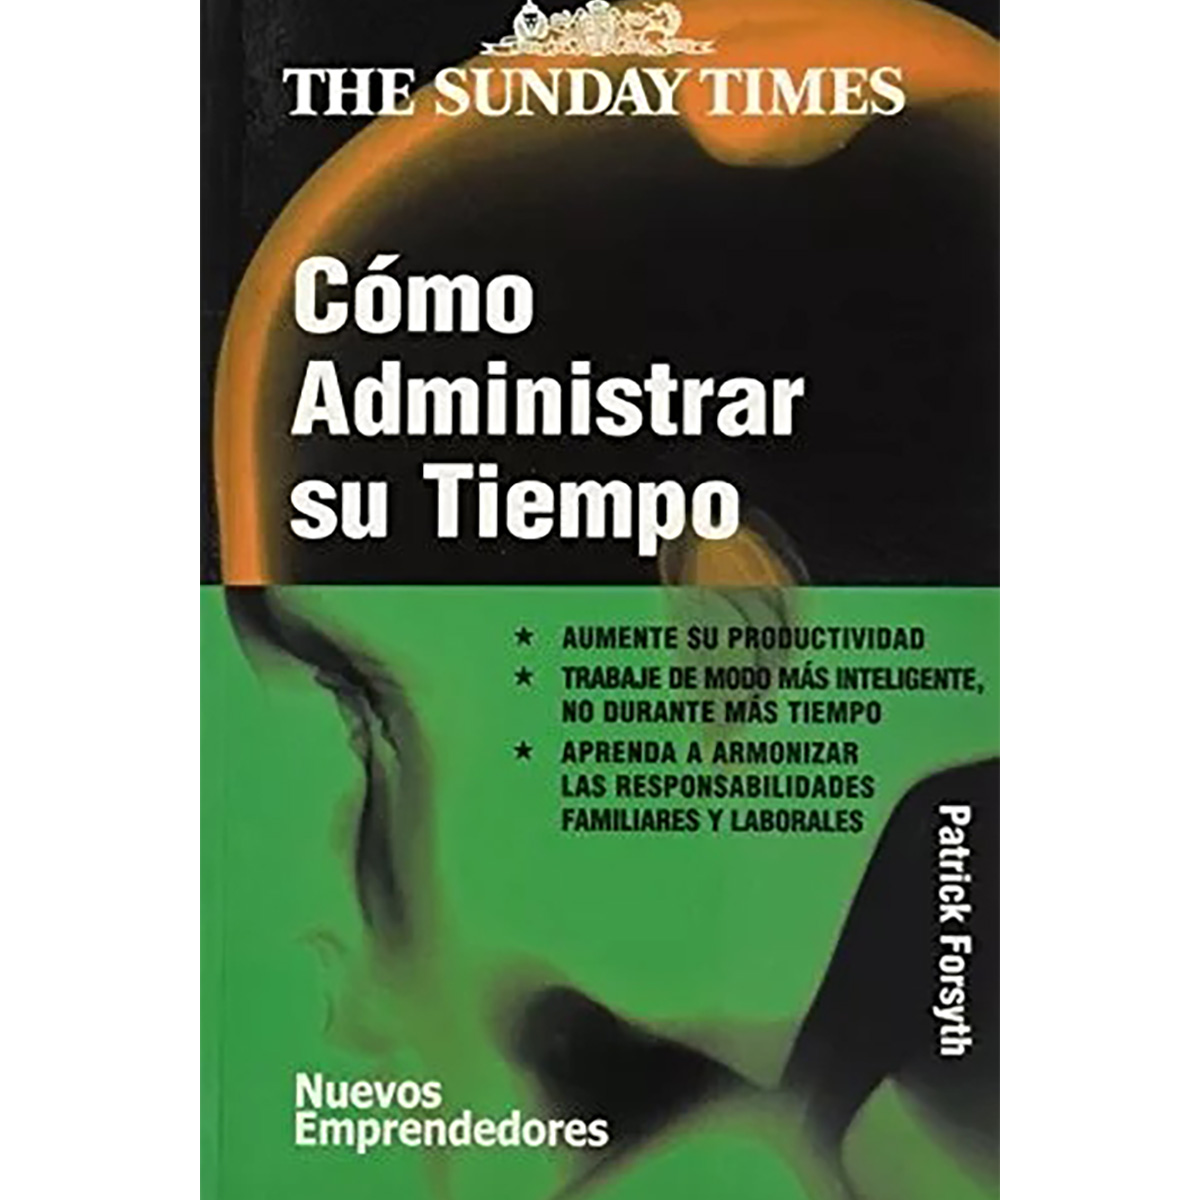 THE SUNDAY TIMES
Cómo
Administrar
su Tiempo
★ AUMENTE SU PRODUCTIVIDAD
★ TRABAJE DE MODO MÁS INTELIGENTE,
NO DURANTE MÁS TIEMPO
★ APRENDA A ARMONIZAR
LAS RESPONSABILIDADES
FAMILIARES Y LABORALES
Patrick Forsyth
Nuevos
Emprendedores